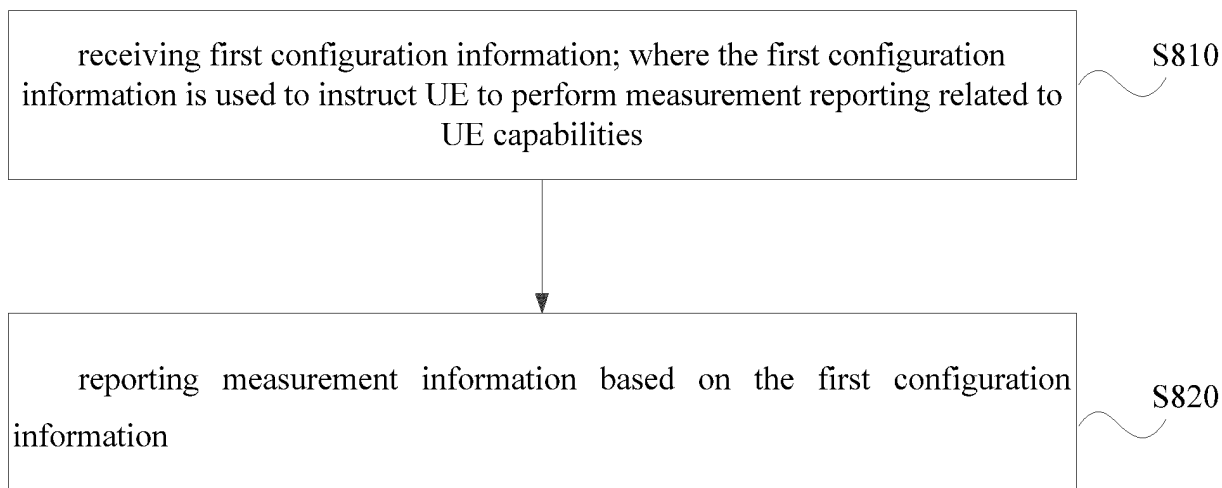 receiving first configuration information; where the first configuration
information is used to instruct UE to perform measurement reporting related to
UE capabilities
S810
reporting measurement information based on the first configuration
information
S820